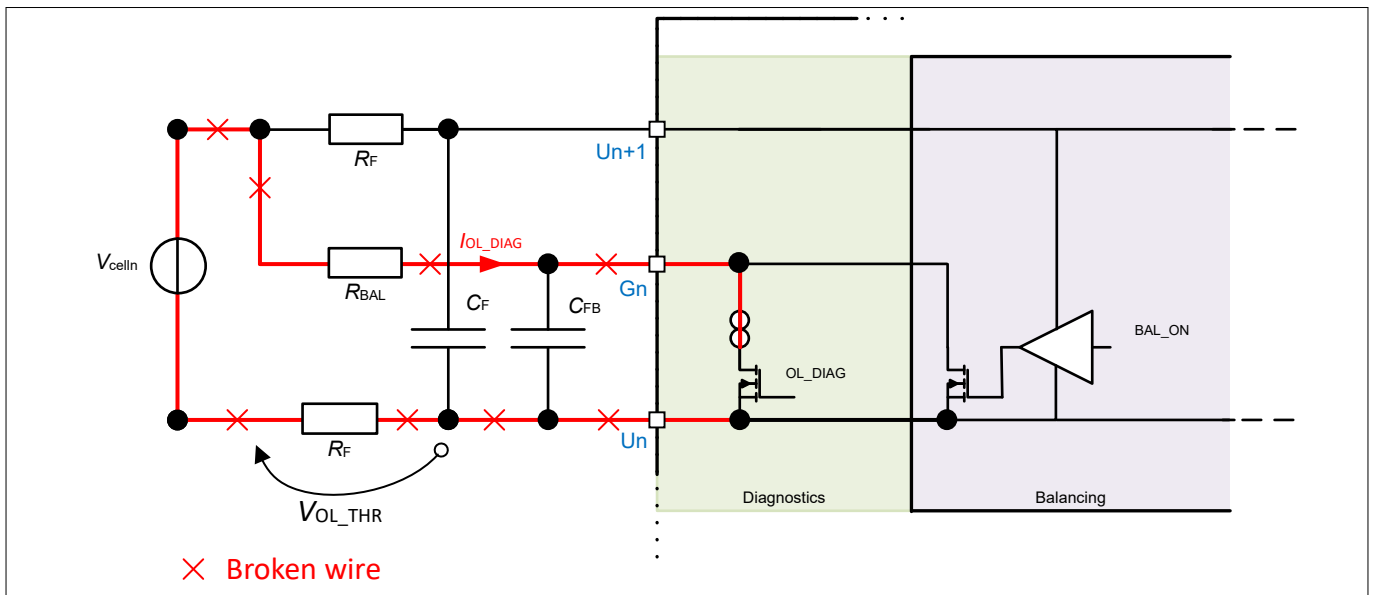 RF
Un+1
IOL_DIAG
Vcelln
RBAL
Gn
CF
CFB
BAL_ON
OL_DIAG
RF
Un
VOL_THR
Diagnostics
Balancing
Broken wire